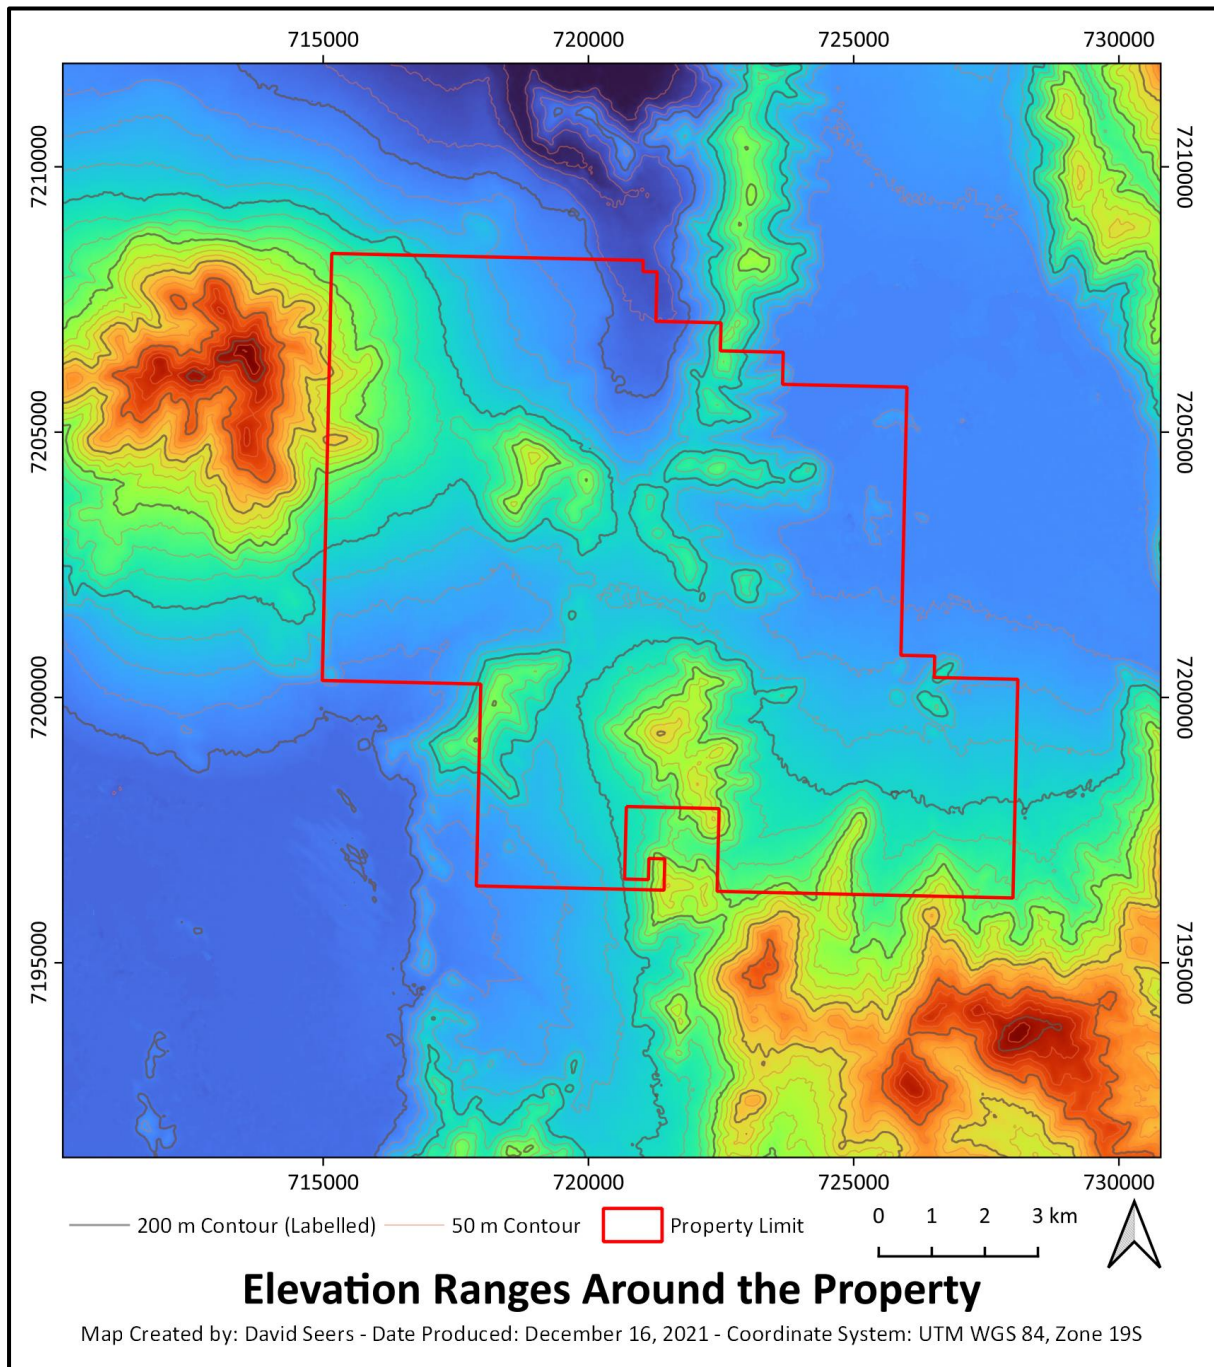 715000 720000 725000 730000
7210000 7210000
7205000 7205000
7200000 7200000
7195000 7195000
715000 720000 725000 730000
200 m Contour (Labelled) 50 m Contour Property Limit 0 1 2 3 km
Elevation Ranges Around the Property
Map Created by: David Seers - Date Produced: December 16, 2021 - Coordinate System: UTM WGS 84, Zone 19S